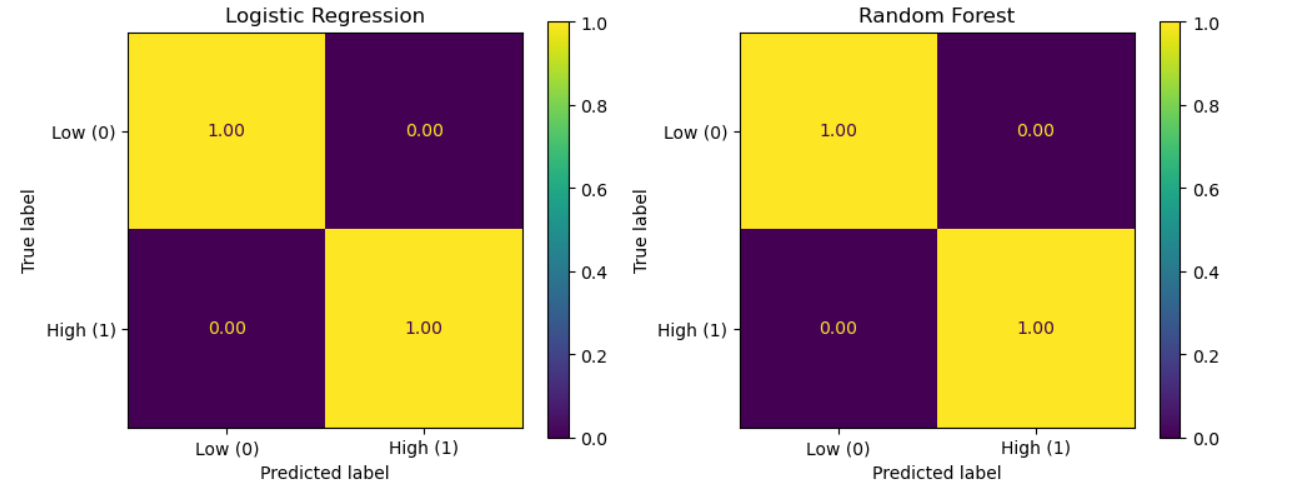 Logistic Regression
Low (0)
High (1)
True label
1.00
0.00
0.00
1.00
Low (0)
High (1)
Predicted label
1.0
0.8
0.6
0.4
0.2
0.0
Random Forest
Low (0)
High (1)
True label
1.00
0.00
0.00
1.00
Low (0)
High (1)
Predicted label
1.0
0.8
0.6
0.4
0.2
0.0